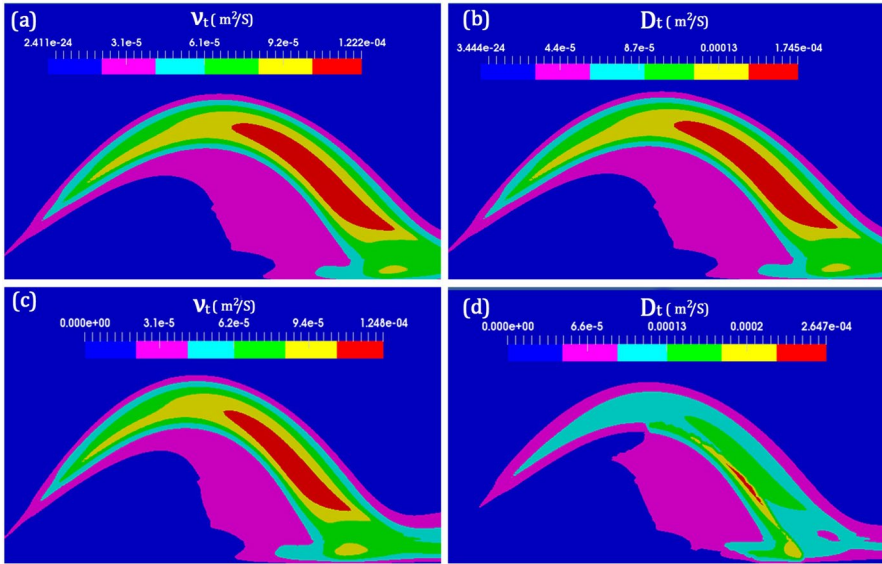 (a) νt ( m²/S)
2.411e-24 3.1e-5 6.1e-5 9.2e-5 1.222e-04
(b) Dt ( m²/S)
3.444e-24 4.4e-5 8.7e-5 0.00013 1.745e-04
(c) νt ( m²/S)
0.000e+00 3.1e-5 6.2e-5 9.4e-5 1.248e-04
(d) Dt ( m²/S)
0.000e+00 6.6e-5 0.00013 0.0002 2.647e-04